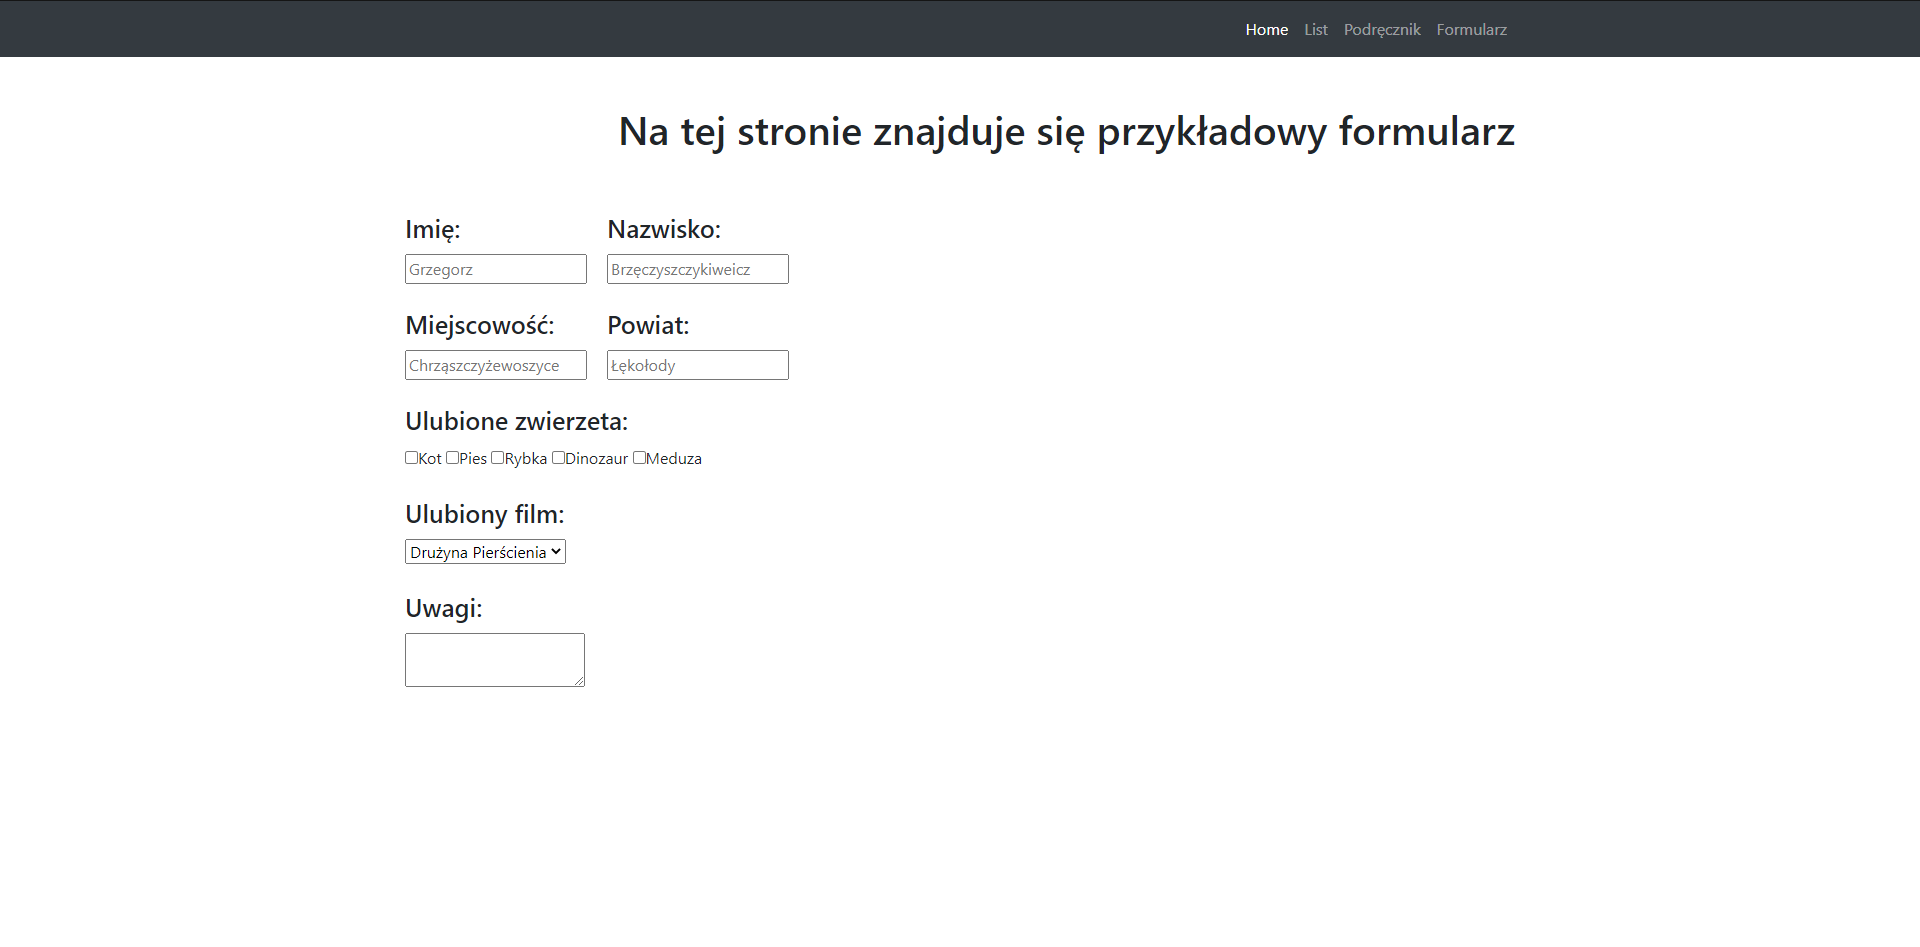 Home List Podręcznik Formularz
Na tej stronie znajduje się przykładowy formularz
Imię: Nazwisko:
Grzegorz Brzęczyszczykiweicz
Miejscowość: Powiat:
Chrząszczyżewoszyce Łękołody
Ulubione zwierzeta:
Kot Pies Rybka Dinozaur Meduza
Ulubiony film:
Drużyna Pierścienia
Uwagi: